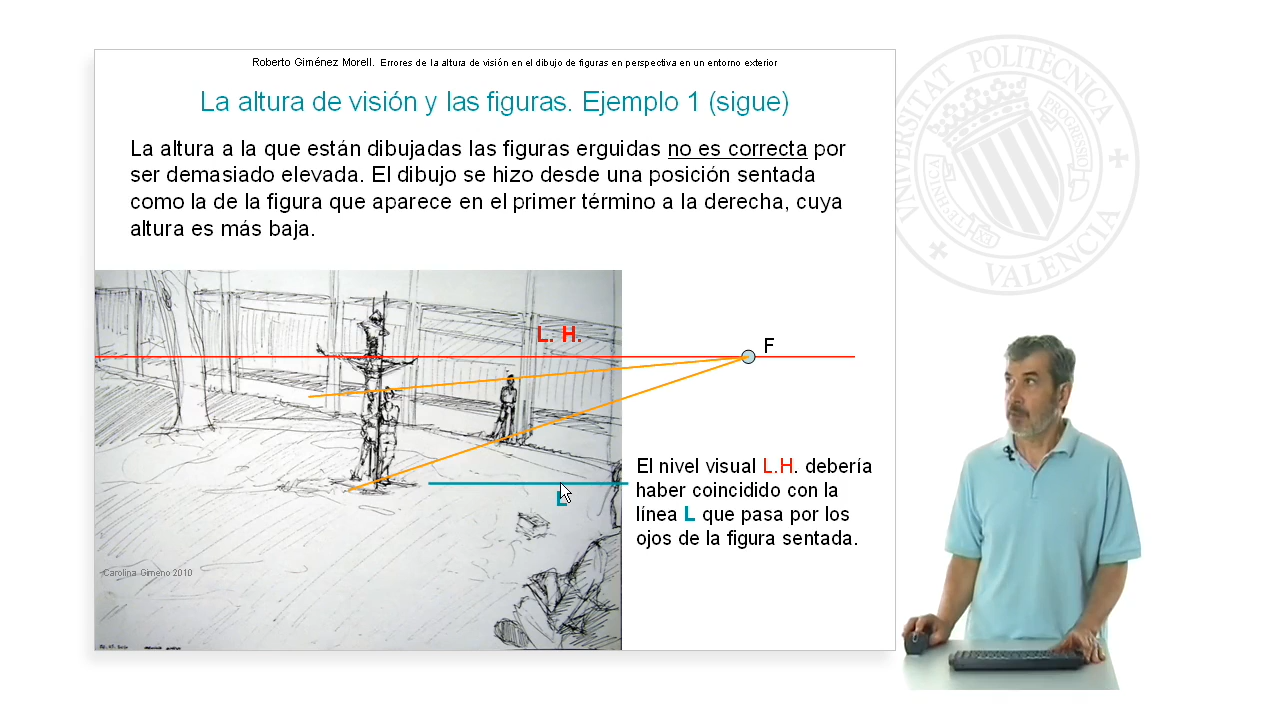 Roberto Giménez Morell. Errores de la altura de visión en el dibujo de figuras en perspectiva en un entorno exterior
La altura de visión y las figuras. Ejemplo 1 (sigue)
La altura a la que están dibujadas las figuras erguidas no es correcta por
ser demasiado elevada. El dibujo se hizo desde una posición sentada
como la de la figura que aparece en el primer término a la derecha, cuya
altura es más baja.
L. H.
F
El nivel visual L.H. debería
haber coincidido con la
línea L que pasa por los
ojos de la figura sentada.
L
Carolina Gimeno 2010
UNIVERSITAT POLITÈCNICA
VALÈNCIA
PROGRESSIO